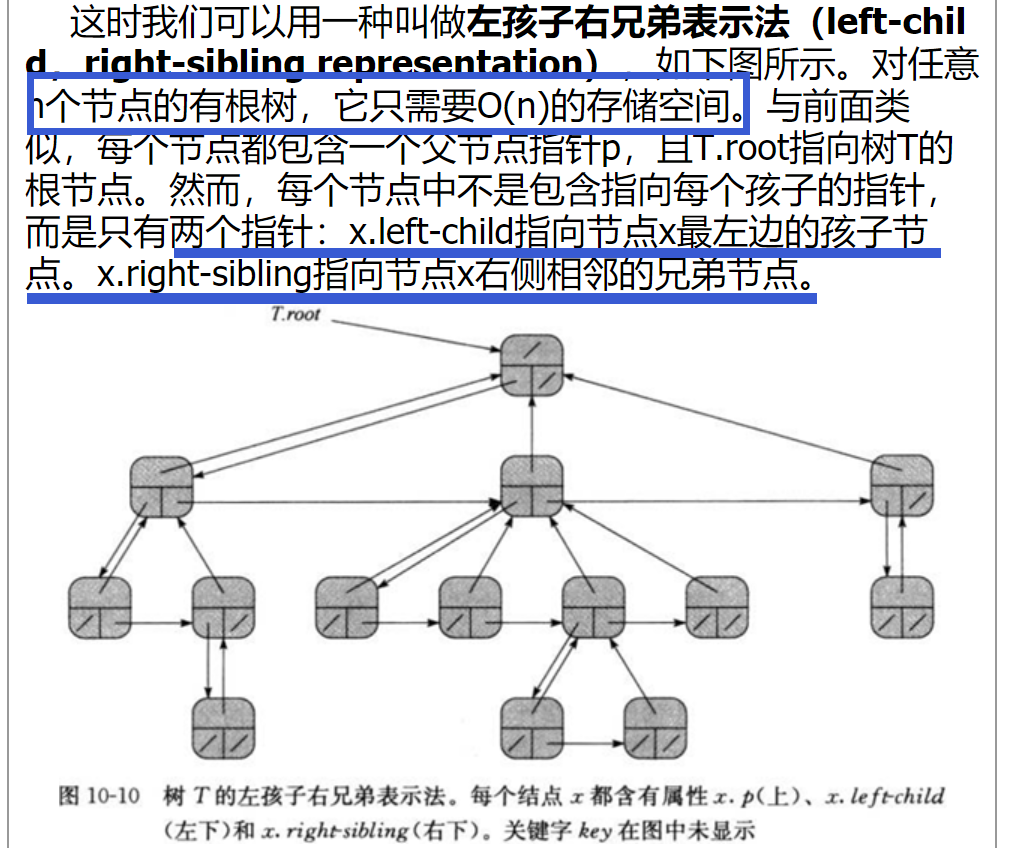 这时我们可以用一种叫做左孩子右兄弟表示法（left-chil
d，right-sibling representation），如下图所示。对任意
n个节点的有根树，它只需要O(n)的存储空间。与前面类
似，每个节点都包含一个父节点指针p，且T.root指向树T的
根节点。然而，每个节点中不是包含指向每个孩子的指针，
而是只有两个指针：x.left-child指向节点x最左边的孩子节
点。x.right-sibling指向节点x右侧相邻的兄弟节点。
T.root
图 10-10 树 T 的左孩子右兄弟表示法。每个结点 x 都含有属性 x. p(上)、x. left-child
(左下)和 x. right-sibling(右下)。关键字 key 在图中未显示